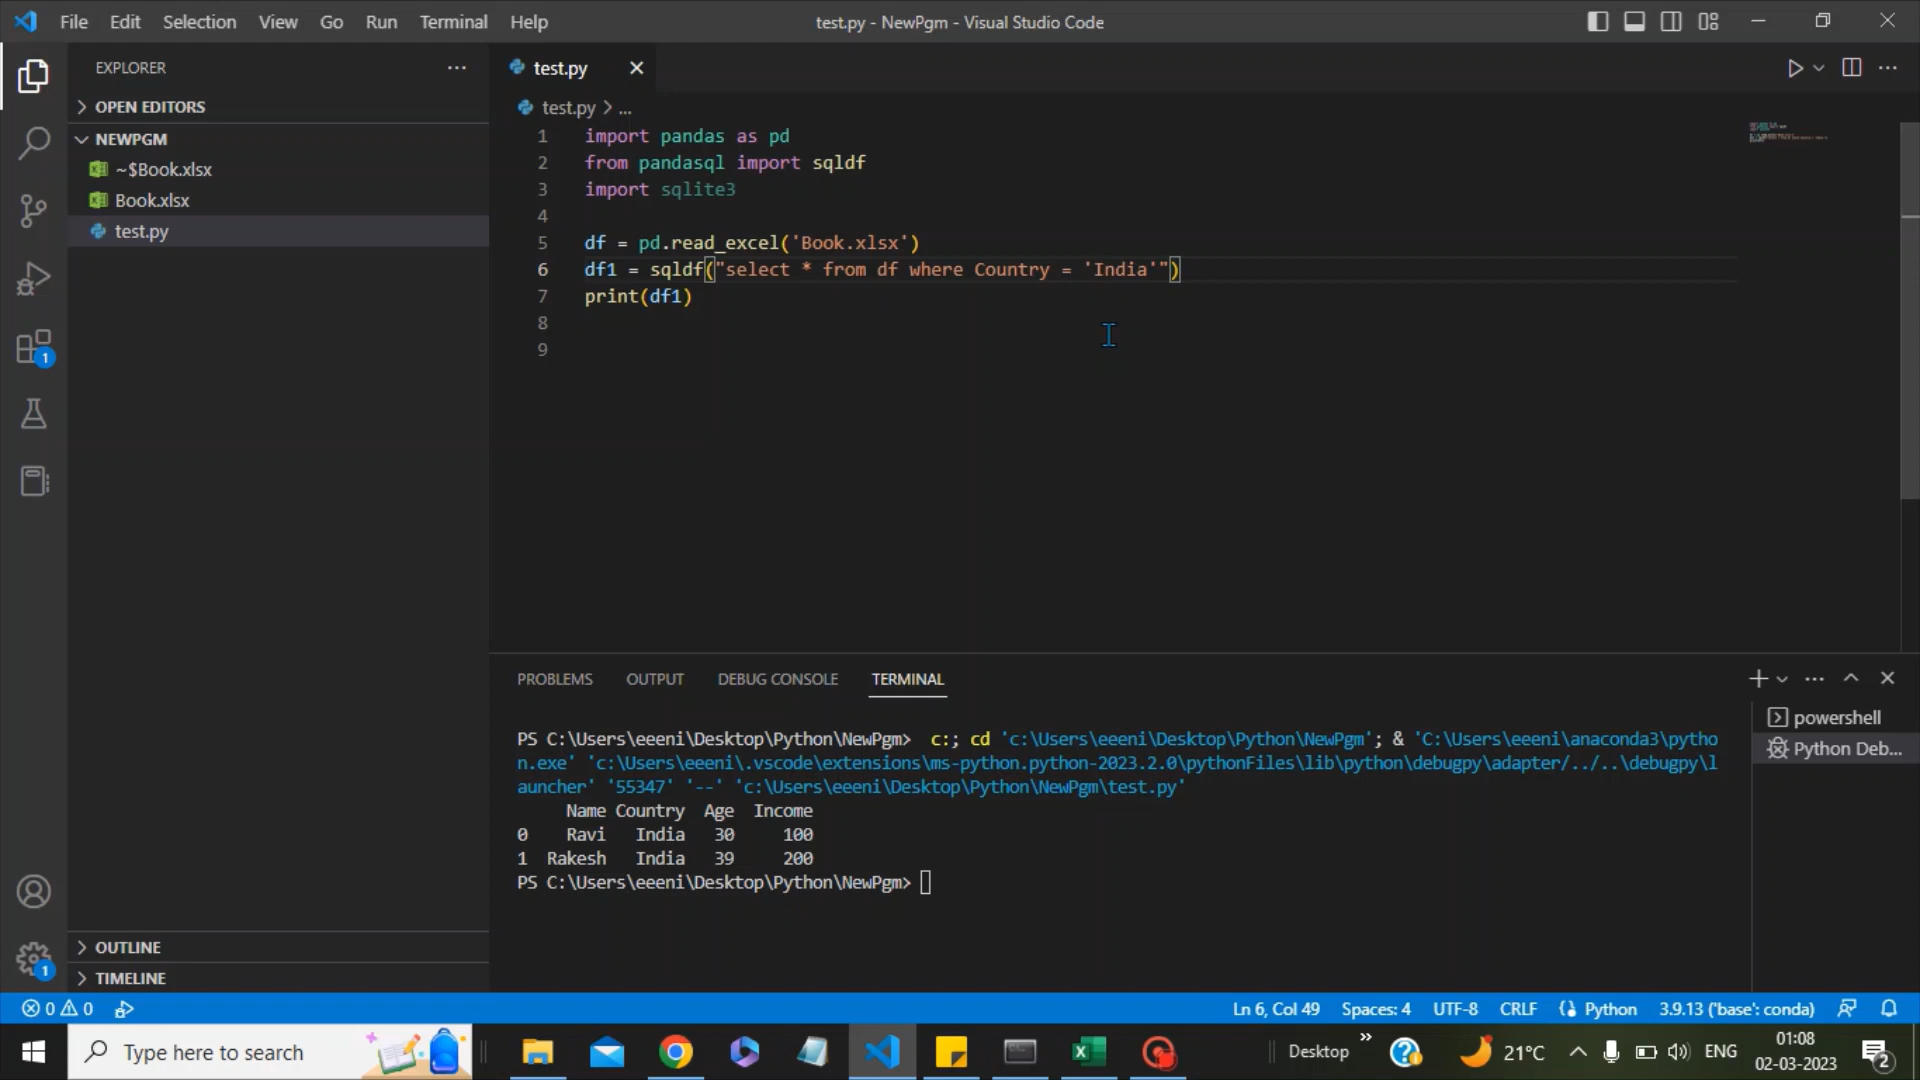 File Edit Selection View Go Run Terminal Help
test.py - NewPgm - Visual Studio Code
EXPLORER
OPEN EDITORS
NEWPGM
~$Book.xlsx
Book.xlsx
test.py
OUTLINE
TIMELINE
1
1
test.py
test.py > ...
1 import pandas as pd
2 from pandasql import sqldf
3 import sqlite3
4
5 df = pd.read_excel('Book.xlsx')
6 df1 = sqldf("select * from df where Country = 'India'")
7 print(df1)
8
9
PROBLEMS OUTPUT DEBUG CONSOLE TERMINAL
powershell
Python Deb...
PS C:\Users\eeeni\Desktop\Python\NewPgm> c:; cd 'c:\Users\eeeni\Desktop\Python\NewPgm'; & 'C:\Users\eeeni\anaconda3\pytho
n.exe' 'c:\Users\eeeni\.vscode\extensions\ms-python.python-2023.2.0\pythonFiles\lib\python\debugpy\adapter/../..\debugpy\l
auncher' '55347' '--' 'c:\Users\eeeni\Desktop\Python\NewPgm\test.py'
Name Country Age Income
0 Ravi India 30 100
1 Rakesh India 39 200
PS C:\Users\eeeni\Desktop\Python\NewPgm>
0 0 Ln 6, Col 49 Spaces: 4 UTF-8 CRLF Python 3.9.13 ('base': conda)
Type here to search Desktop 21°C ENG 01:08
02-03-2023
2